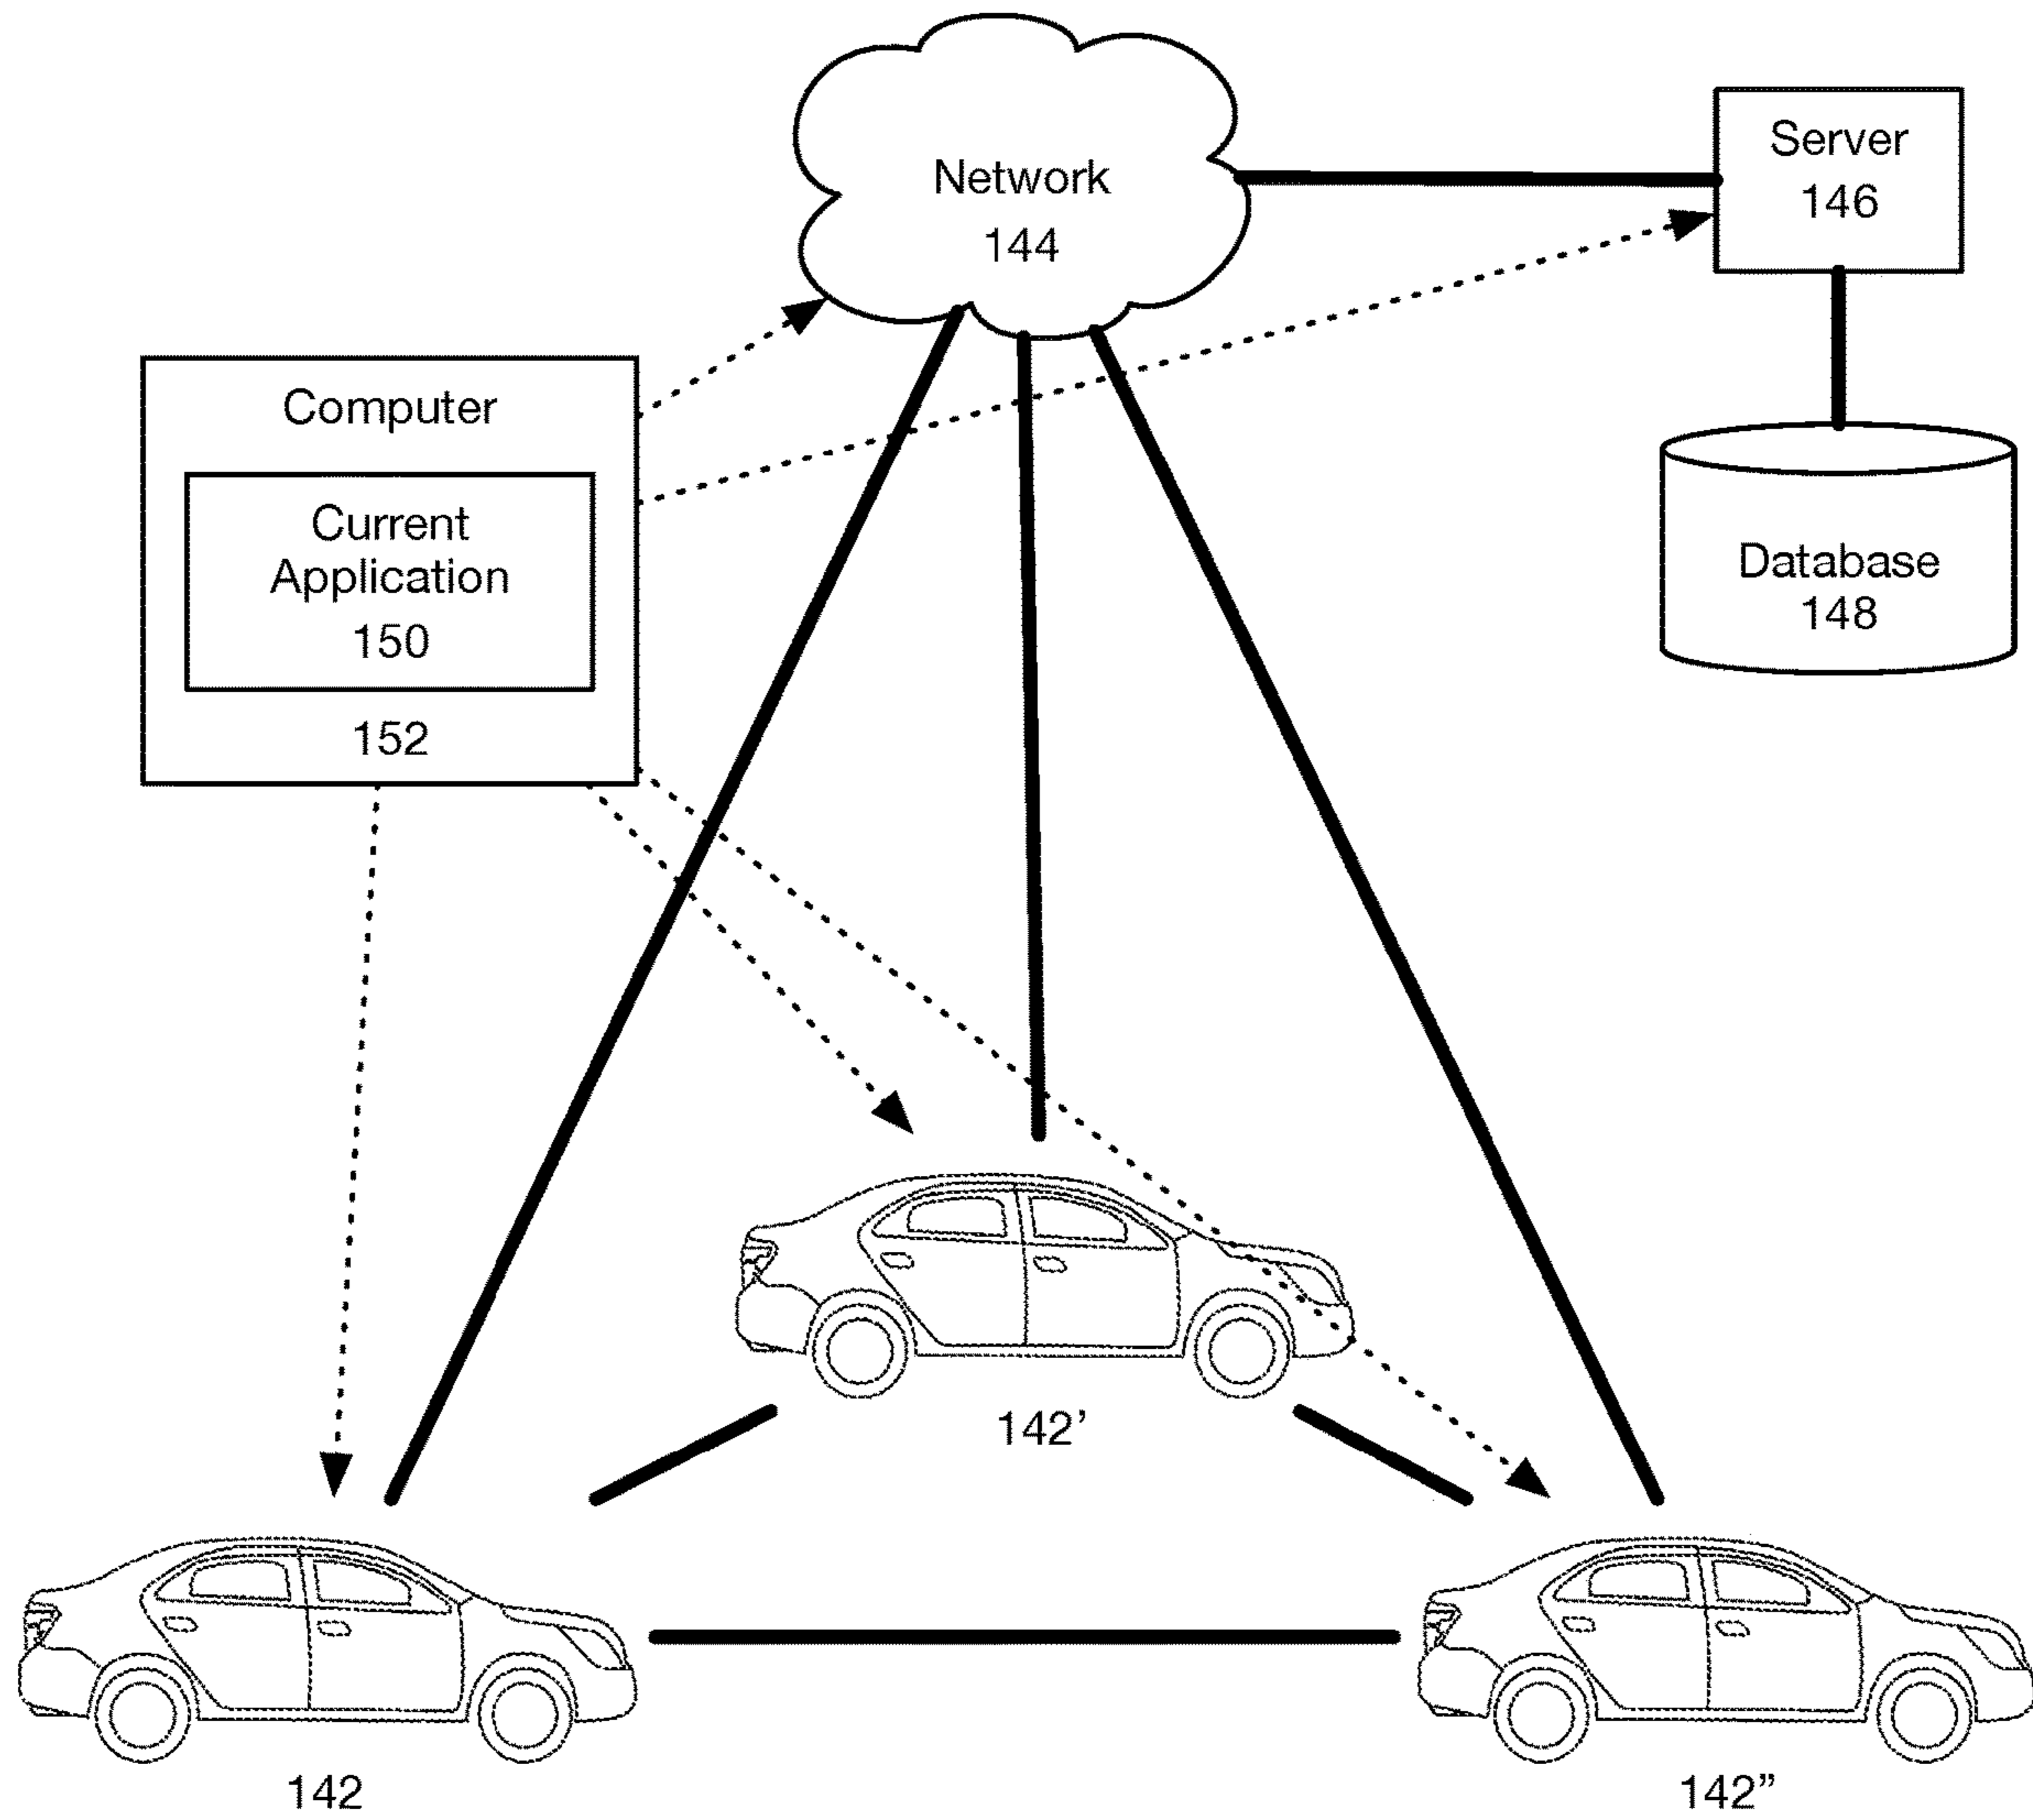 Network
144
Server
146
Computer
Current
Application
150
152
Database
148
142'
142
142”